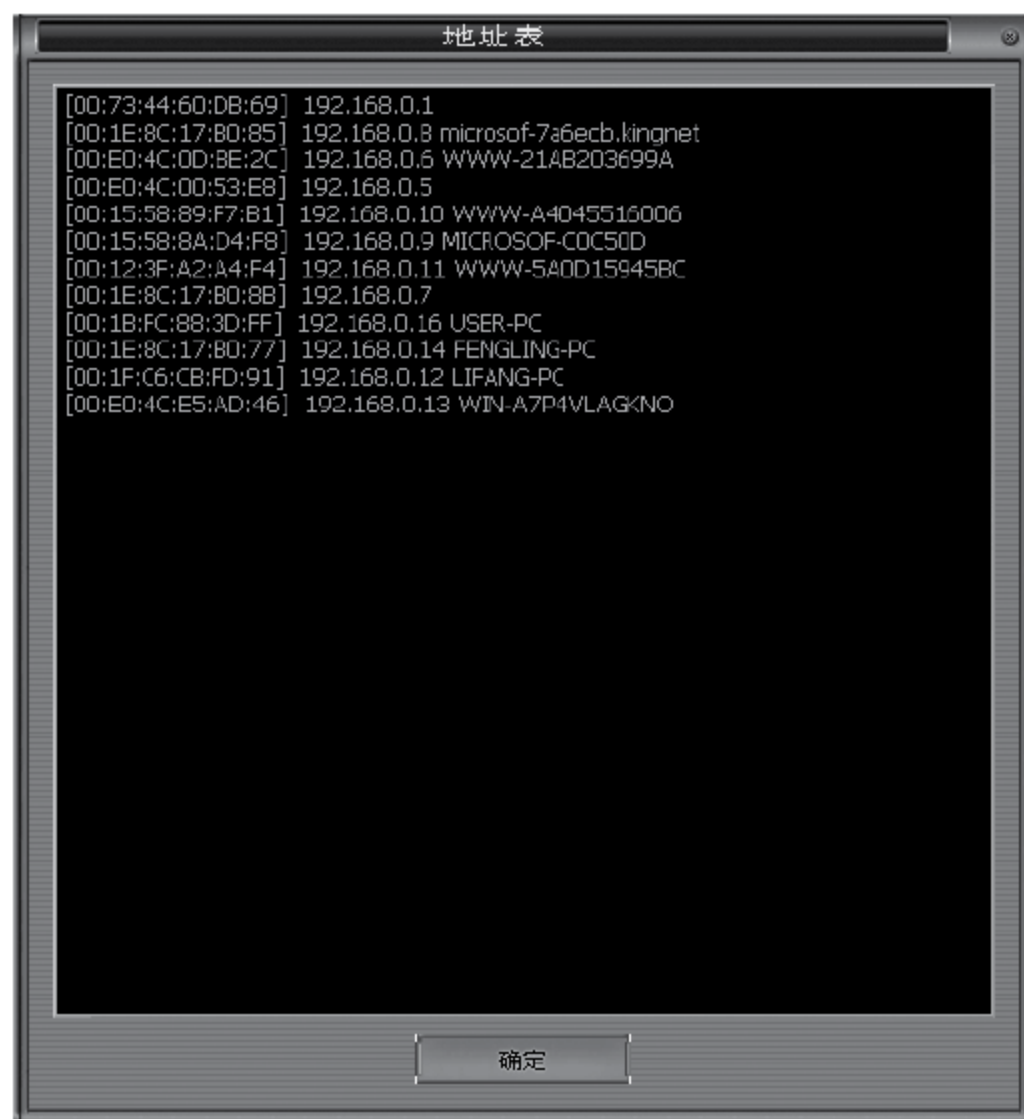 地址表
[00:73:44:60:DB:69] 192.168.0.1
[00:1E:8C:17:B0:85] 192.168.0.8 microsof-7a6ecb.kingnet
[00:E0:4C:0D:BE:2C] 192.168.0.6 WWW-21AB203699A
[00:E0:4C:00:53:E8] 192.168.0.5
[00:15:58:89:F7:B1] 192.168.0.10 WWW-A4045516006
[00:15:58:8A:D4:F8] 192.168.0.9 MICROSOF-C0C50D
[00:12:3F:A2:A4:F4] 192.168.0.11 WWW-5A0D15945BC
[00:1E:8C:17:B0:8B] 192.168.0.7
[00:1B:FC:88:3D:FF] 192.168.0.16 USER-PC
[00:1E:8C:17:B0:77] 192.168.0.14 FENGLING-PC
[00:1F:C6:CB:FD:91] 192.168.0.12 LIFANG-PC
[00:E0:4C:E5:AD:46] 192.168.0.13 WIN-A7P4VLAGKNO
确定